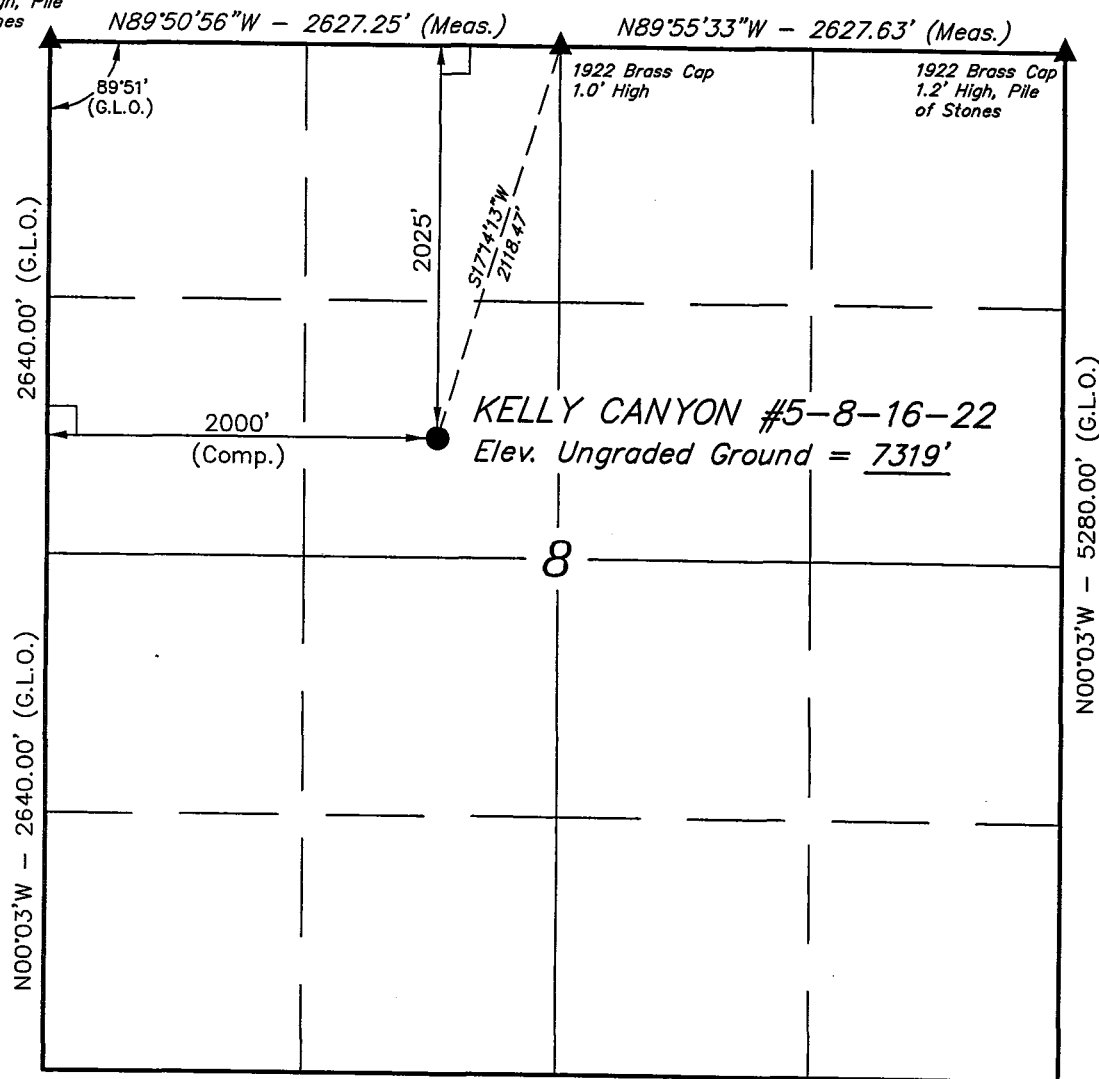 gh, Pile
nes
N89°50'56"W - 2627.25' (Meas.)
N89°55'33"W - 2627.63' (Meas.)
89°51'
(G.L.O.)
1922 Brass Cap
1.0' High
1922 Brass Cap
1.2' High, Pile
of Stones
2640.00' (G.L.O.)
2025'
S17°14'13"W
2118.47'
2000'
(Comp.)
KELLY CANYON #5-8-16-22
Elev. Ungraded Ground = 7319'
8
N00°03'W - 5280.00' (G.L.O.)
N00°03'W - 2640.00' (G.L.O.)